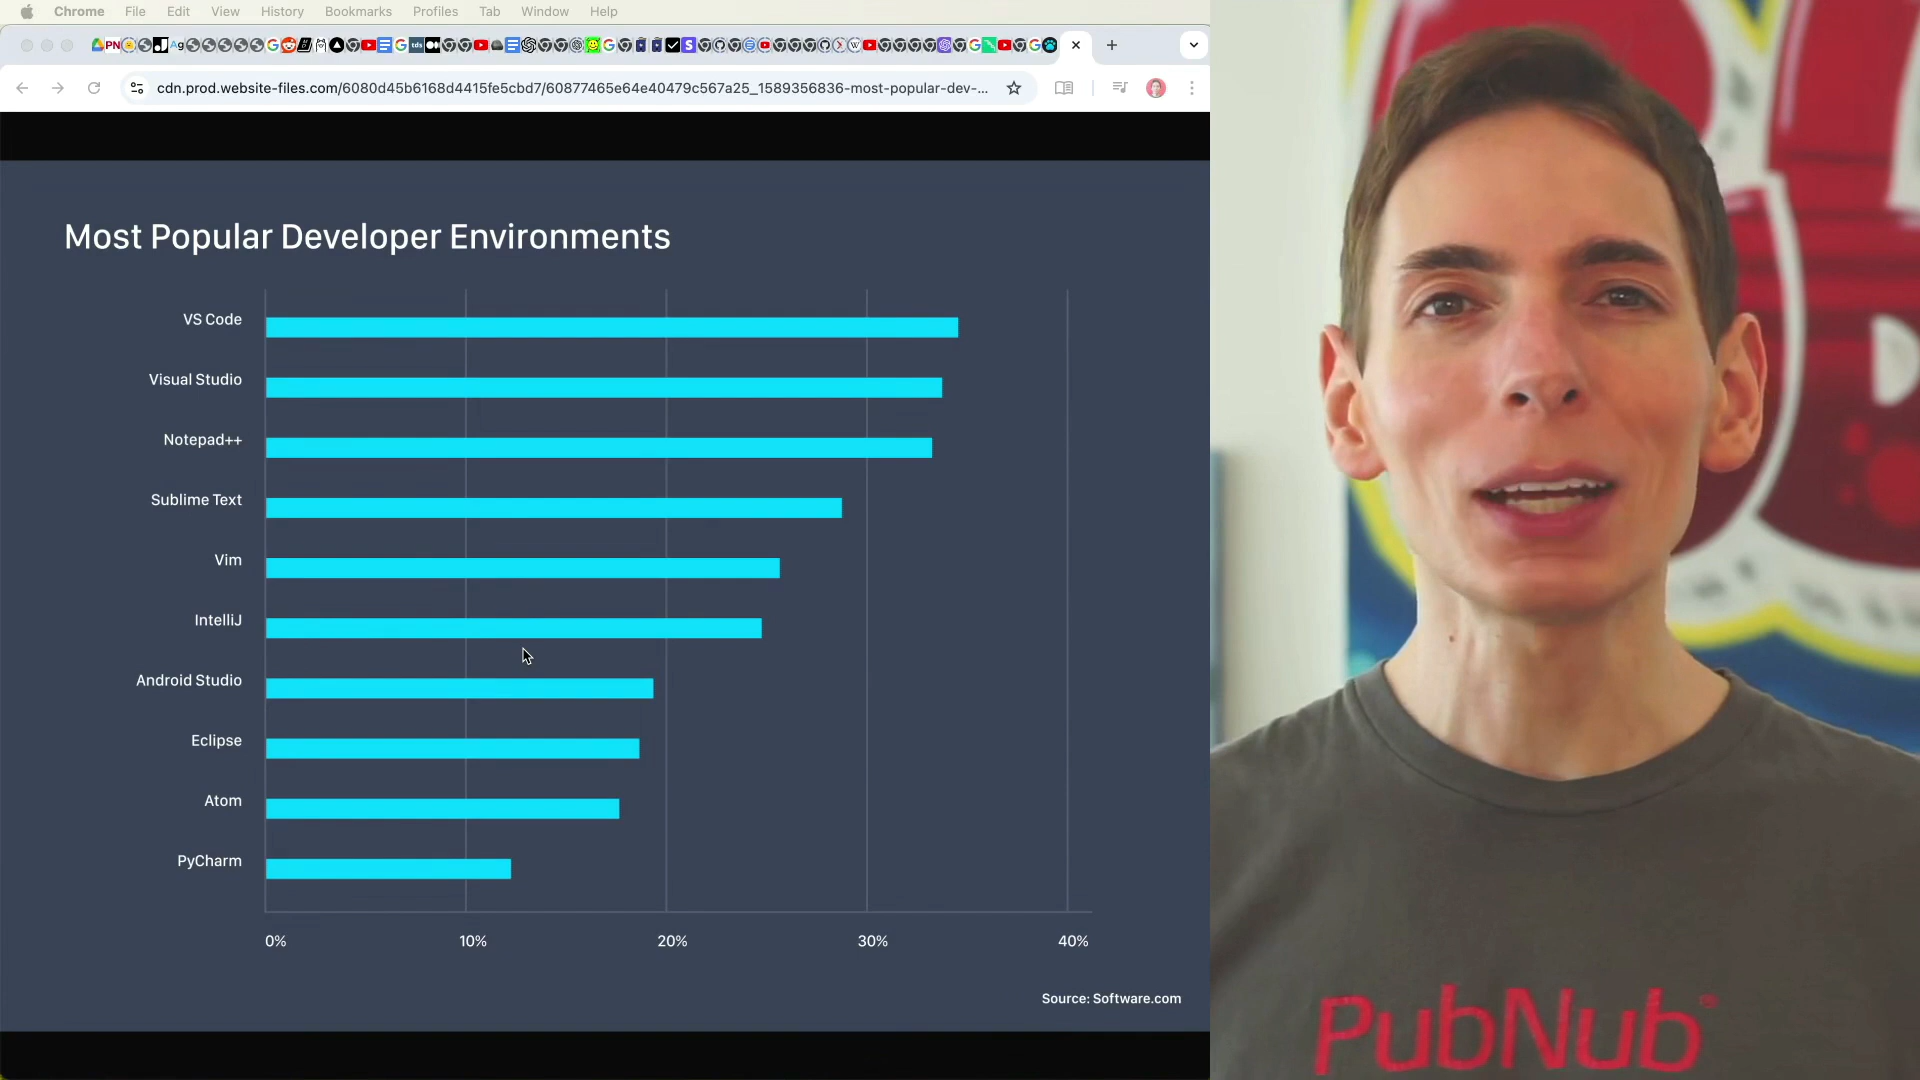 Chrome File Edit View History Bookmarks Profiles Tab Window Help
cdn.prod.website-files.com/6080d45b6168d4415fe5cbd7/60877465e64e40479c567a25_1589356836-most-popular-dev-...
Most Popular Developer Environments
VS Code
Visual Studio
Notepad++
Sublime Text
Vim
IntelliJ
Android Studio
Eclipse
Atom
PyCharm
0% 10% 20% 30% 40%
Source: Software.com
PubNub